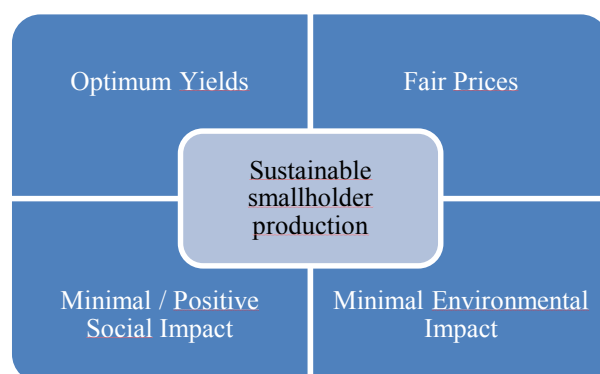 Optimum Yields
Fair Prices
Sustainable
smallholder
production
Minimal / Positive
Social Impact
Minimal Environmental
Impact